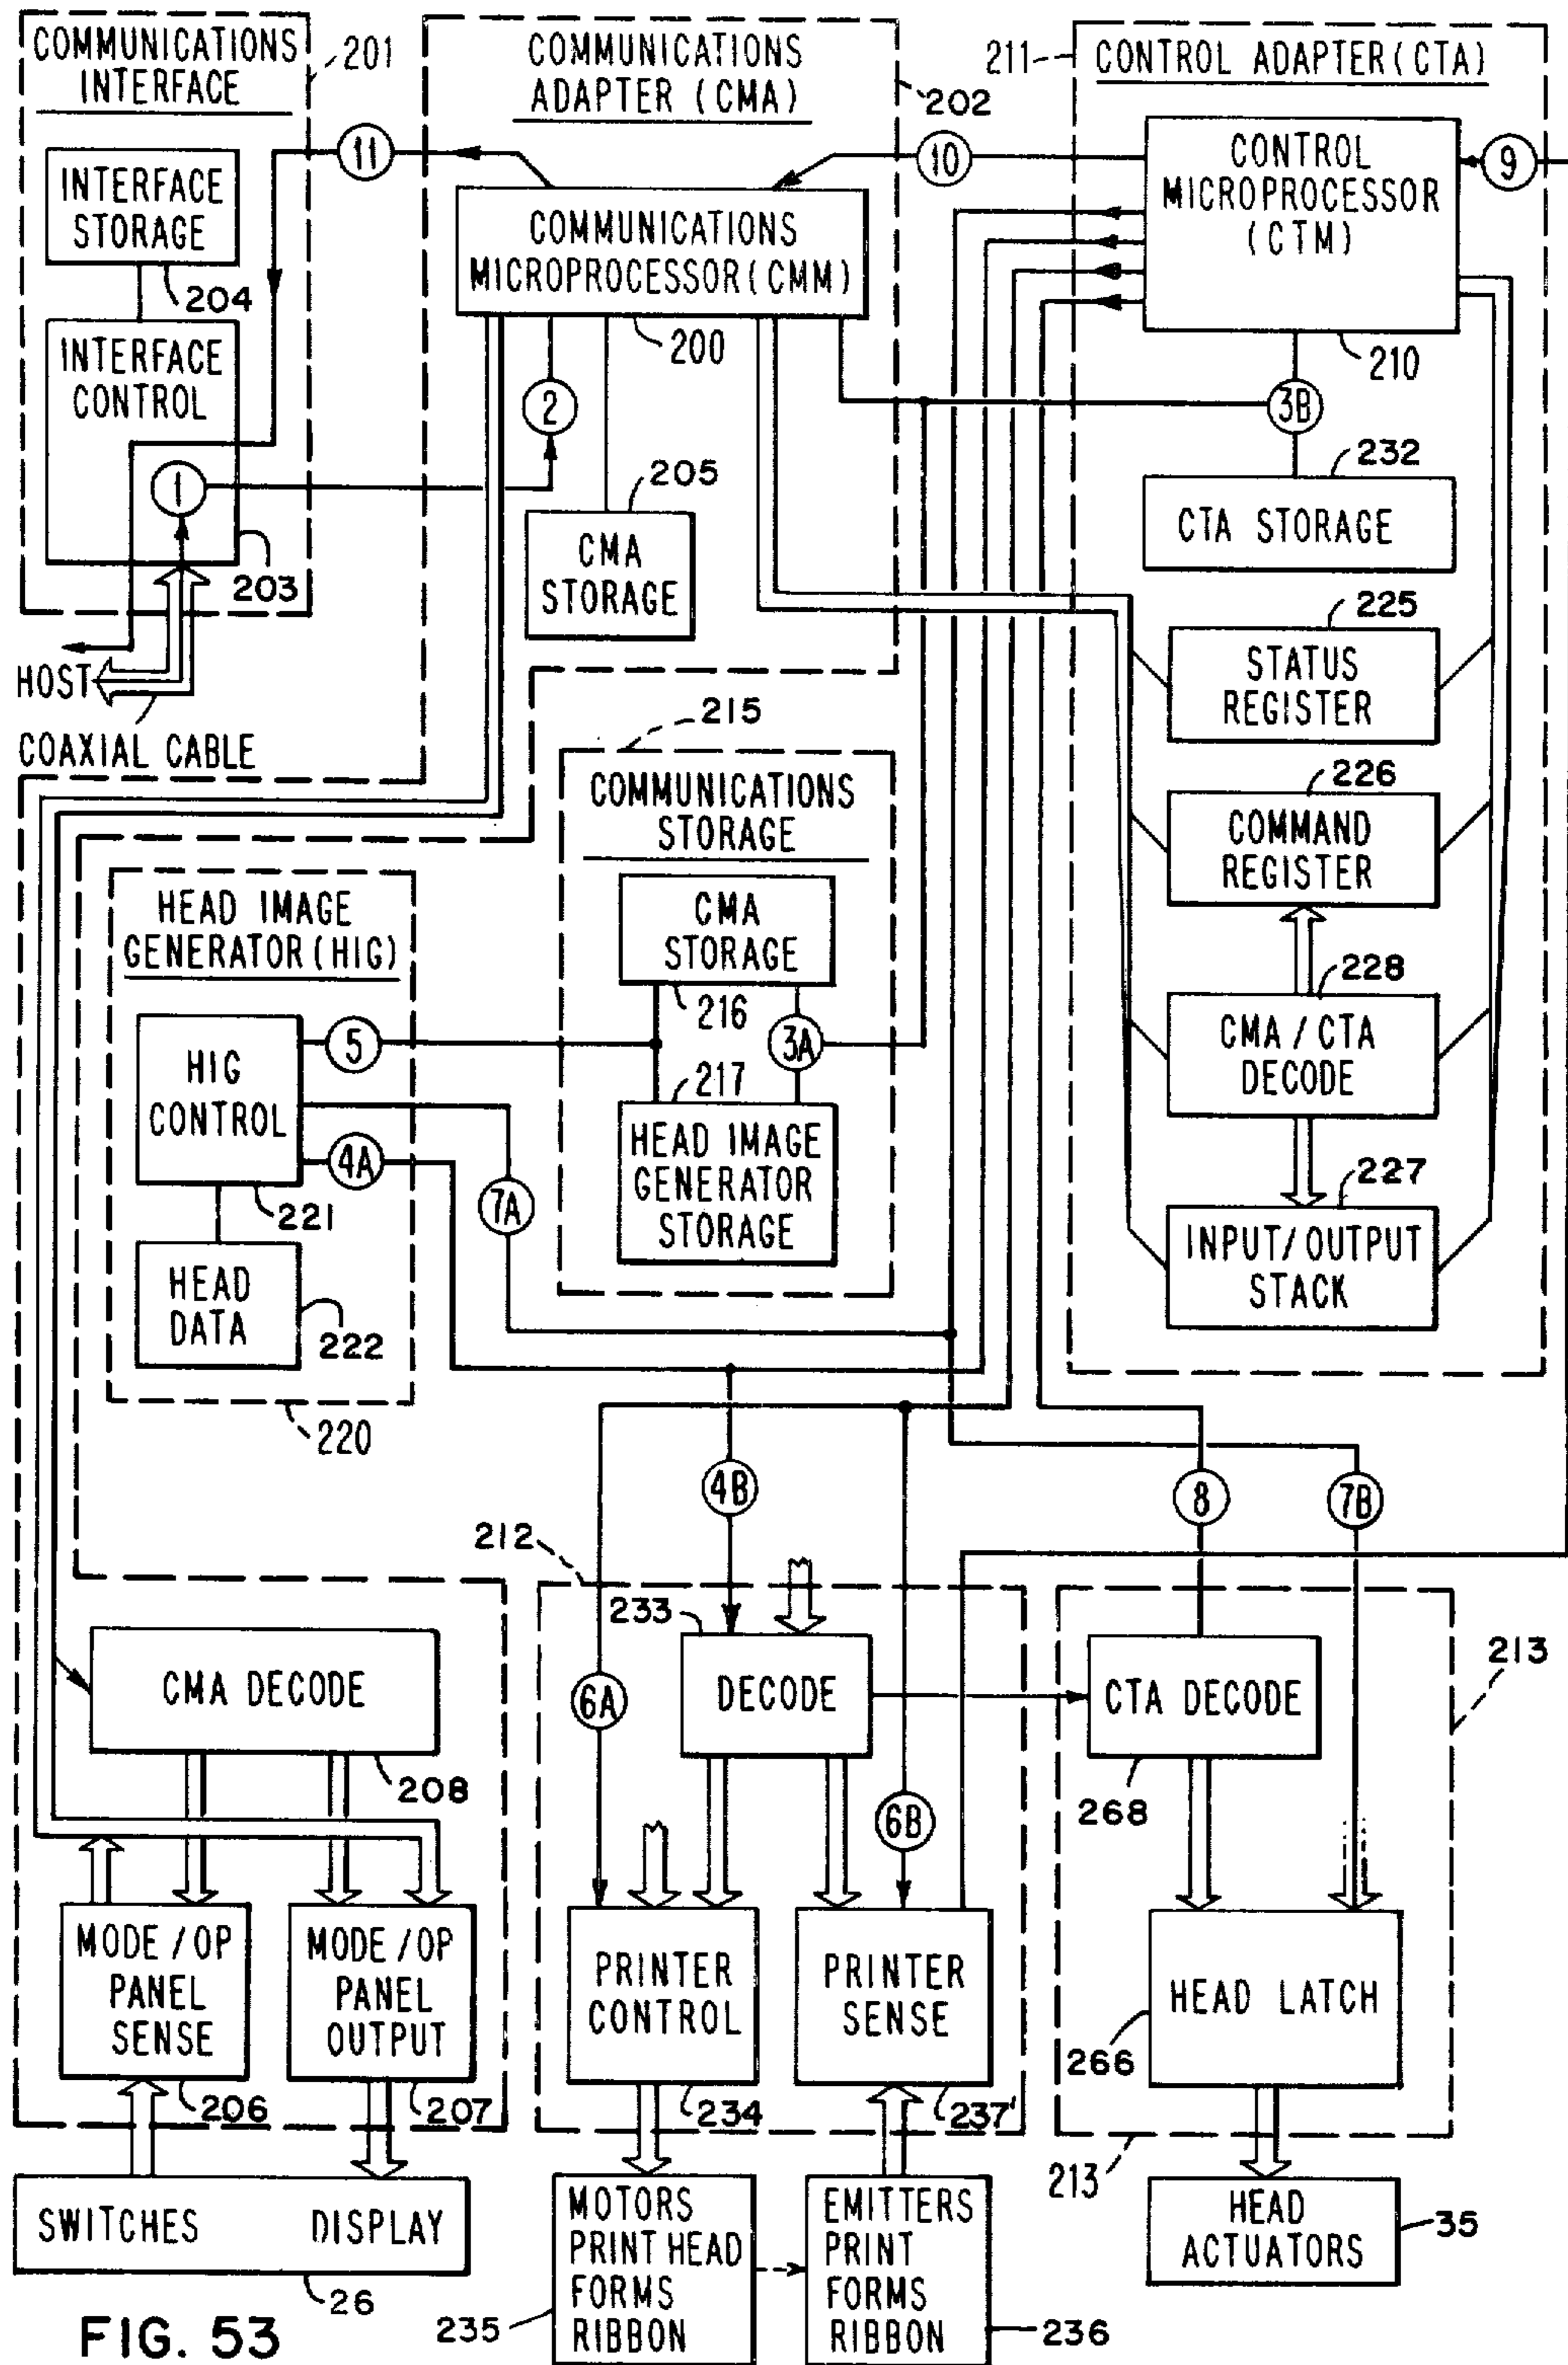 COMMUNICATIONS
INTERFACE
201
INTERFACE
STORAGE
204
INTERFACE
CONTROL
1
203
HOST
COAXIAL CABLE
11
COMMUNICATIONS
ADAPTER (CMA)
202
COMMUNICATIONS
MICROPROCESSOR (CMM)
200
2
205
CMA
STORAGE
10
211
CONTROL ADAPTER (CTA)
CONTROL
MICROPROCESSOR
(CTM)
9
210
3B
232
CTA STORAGE
225
STATUS
REGISTER
226
COMMAND
REGISTER
228
CMA / CTA
DECODE
227
INPUT/OUTPUT
STACK
215
COMMUNICATIONS
STORAGE
CMA
STORAGE
216
3A
217
HEAD IMAGE
GENERATOR
STORAGE
HEAD IMAGE
GENERATOR (HIG)
HIG
CONTROL
5
4A
7A
221
HEAD
DATA
222
220
4B
8
7B
212
233
DECODE
6A
6B
CMA DECODE
208
MODE / OP
PANEL
SENSE
206
MODE / OP
PANEL
OUTPUT
207
SWITCHES DISPLAY
26
PRINTER
CONTROL
234
PRINTER
SENSE
237'
CTA DECODE
268
213
HEAD LATCH
266
213
MOTORS
PRINT HEAD
FORMS
RIBBON
235
EMITTERS
PRINT
FORMS
RIBBON
236
HEAD
ACTUATORS
35
FIG. 53